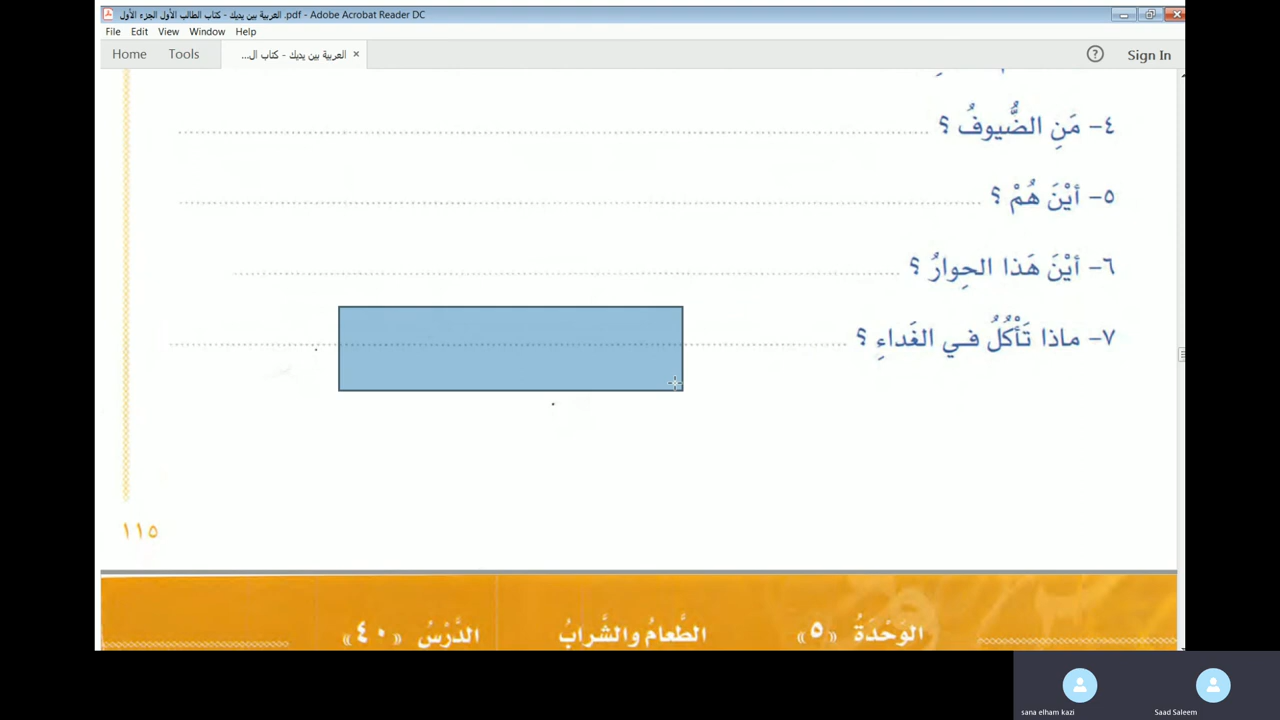 العربية بين يديك - كتاب الطالب الأول الجزء الأول .pdf - Adobe Acrobat Reader DC
File Edit View Window Help
Home Tools العربية بين يديك - كتاب ال... × ? Sign In
٤- مَنِ الضُّيوفُ ؟
٥- أيْنَ هُمْ ؟
٦- أيْنَ هَذا الحِوارُ ؟
٧- ماذا تَأْكُلُ فـي الغَداءِ ؟
١١٥
الوَحْدَةُ «٥» الطَّعامُ والشَّرابُ الدَّرْسُ «٤٠»
sana elham kazi
Saad Saleem